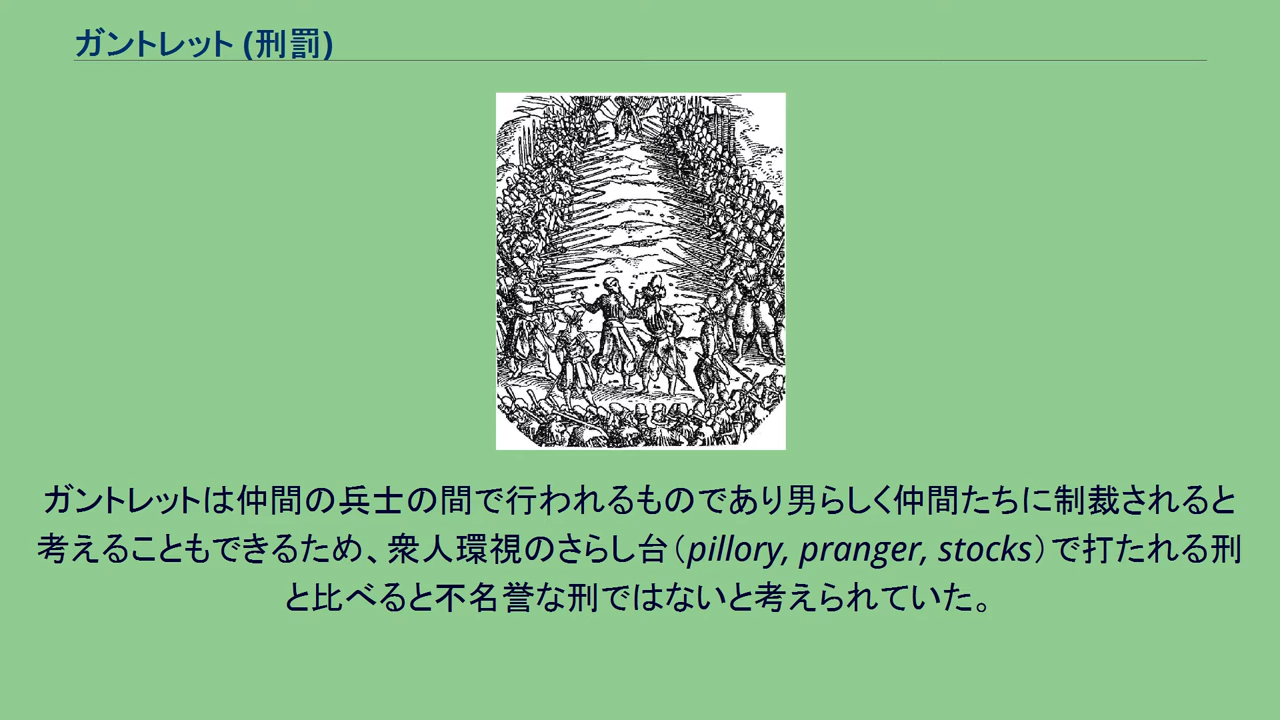 ガントレット (刑罰)
ガントレットは仲間の兵士の間で行われるものであり男らしく仲間たちに制裁されると
考えることもできるため、衆人環視のさらし台（pillory, pranger, stocks）で打たれる刑
と比べると不名誉な刑ではないと考えられていた。